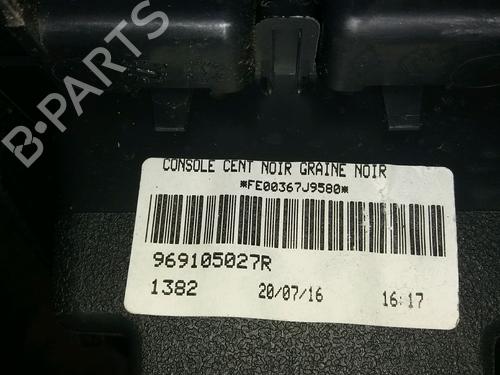 B-PARTS
CONSOLE CENT NOIR GRAINE NOIR
*FE00367J9580*
969105027R
1382 20/07/16 16:17